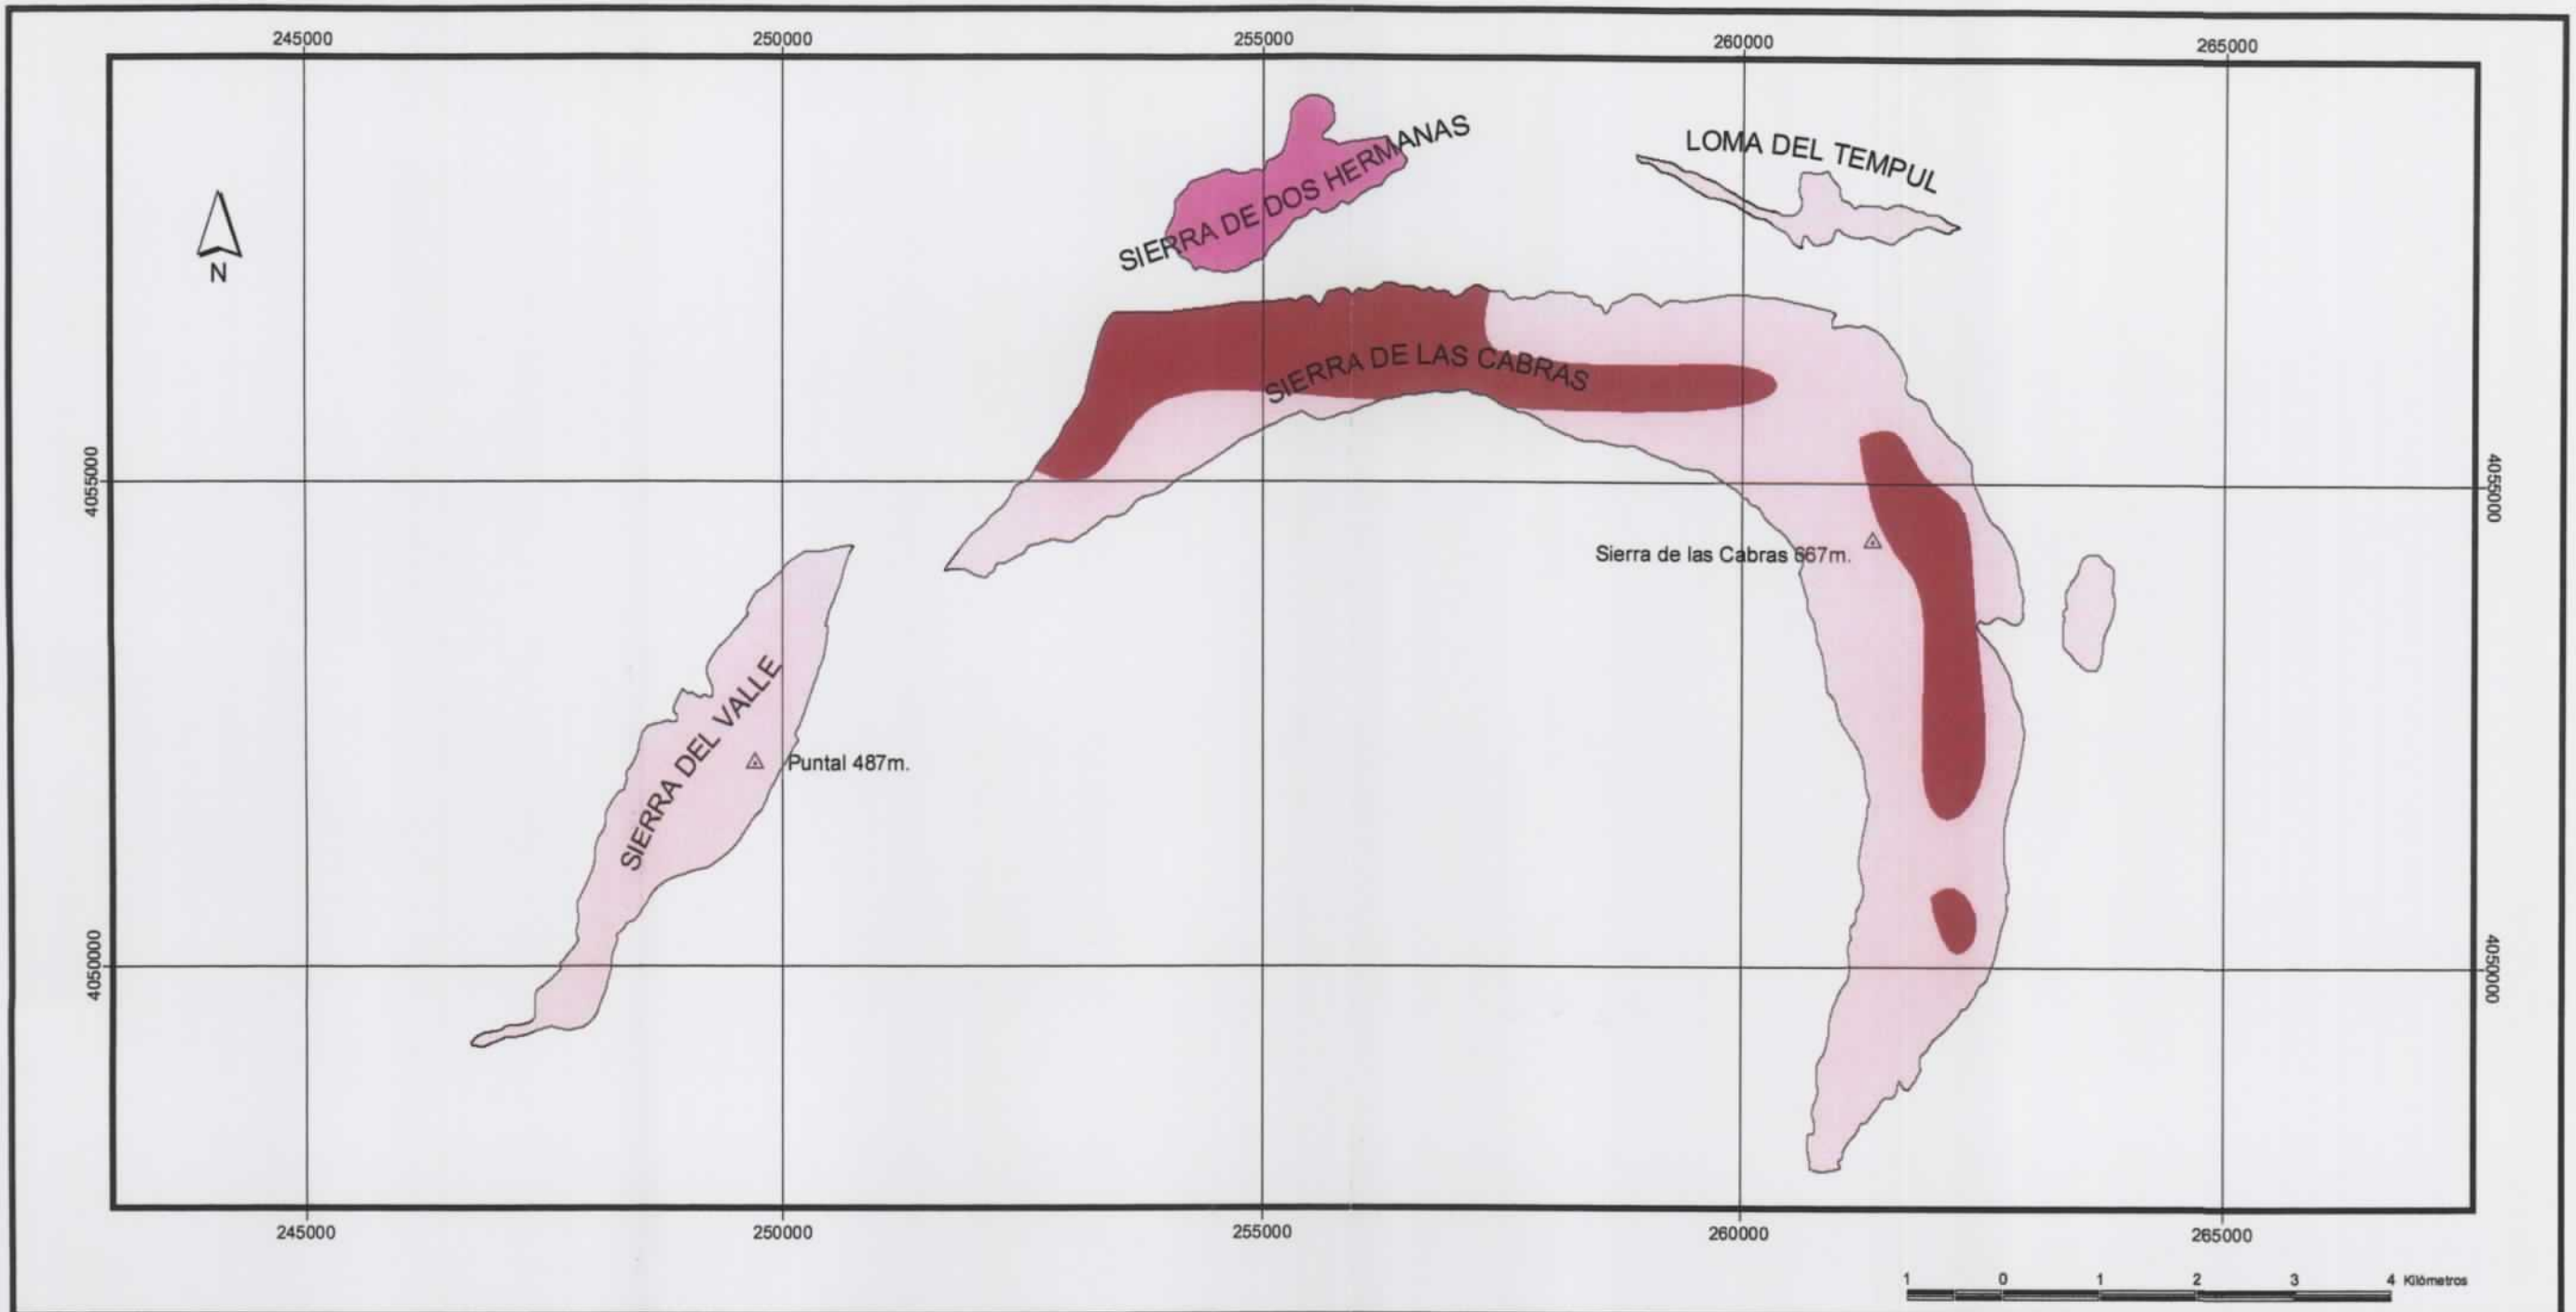 245000 250000 255000 260000 265000
SIERRA DE DOS HERMANAS
LOMA DEL TEMPUL
N
SIERRA DE LAS CABRAS
4055000 4055000
Sierra de las Cabras 667m.
SIERRA DEL VALLE
Puntal 487m.
4050000 4050000
245000 250000 255000 260000 265000
1 0 1 2 3 4 Kilómetros